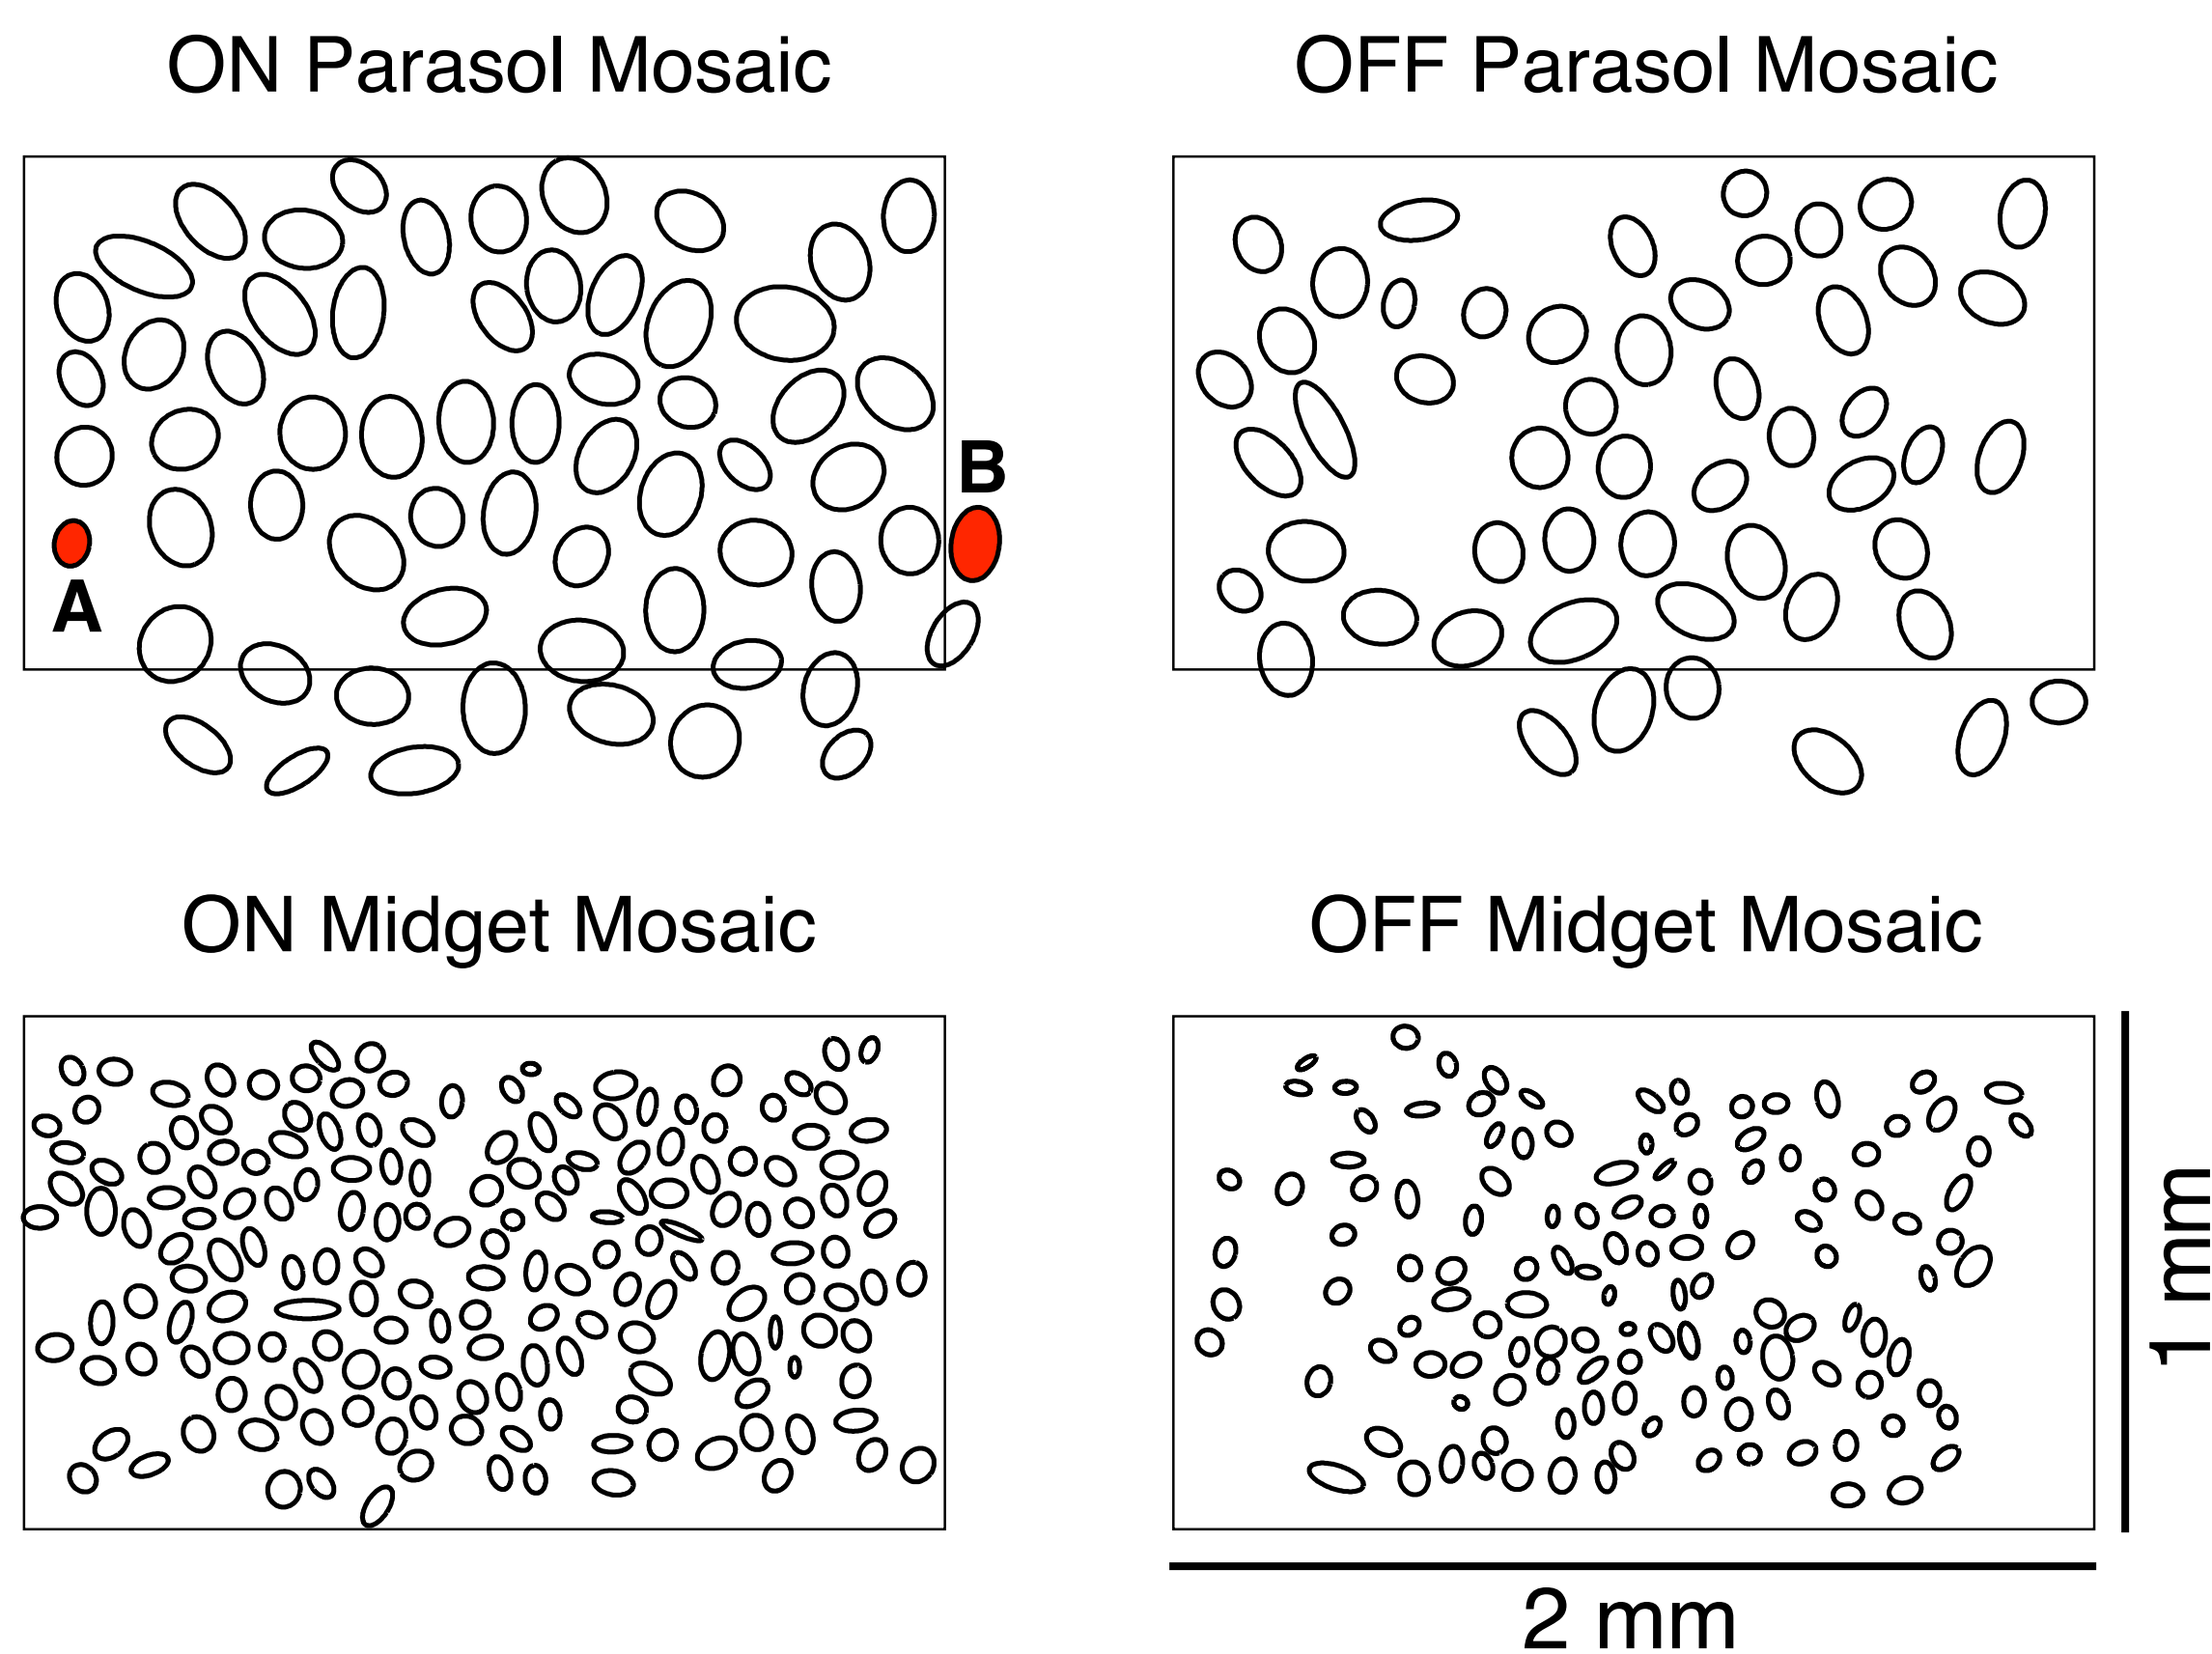 ON Parasol Mosaic
OFF Parasol Mosaic
B
A
ON Midget Mosaic
OFF Midget Mosaic
1 mm
2 mm